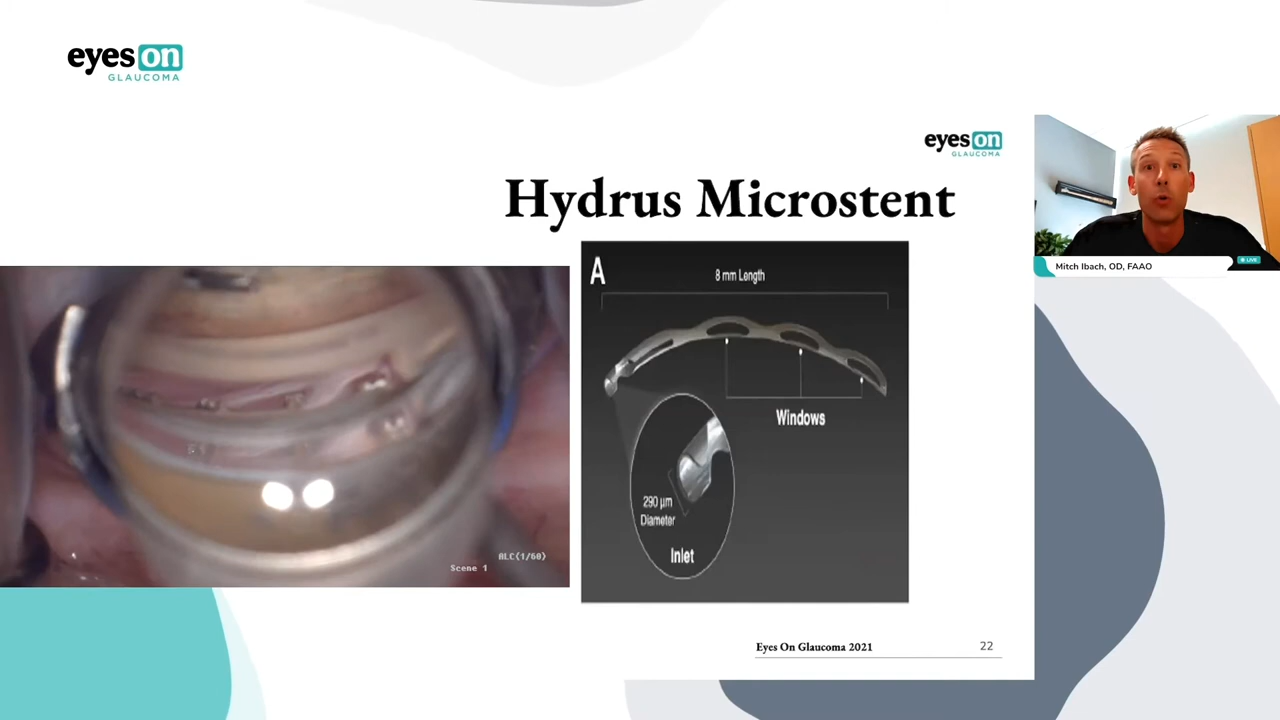 eyes on
GLAUCOMA
eyes on
GLAUCOMA
Hydrus Microstent
A
8 mm Length
Windows
290 µm
Diameter
Inlet
ALC(1/60)
Scene 1
Mitch Ibach, OD, FAAO
LIVE
Eyes On Glaucoma 2021
22